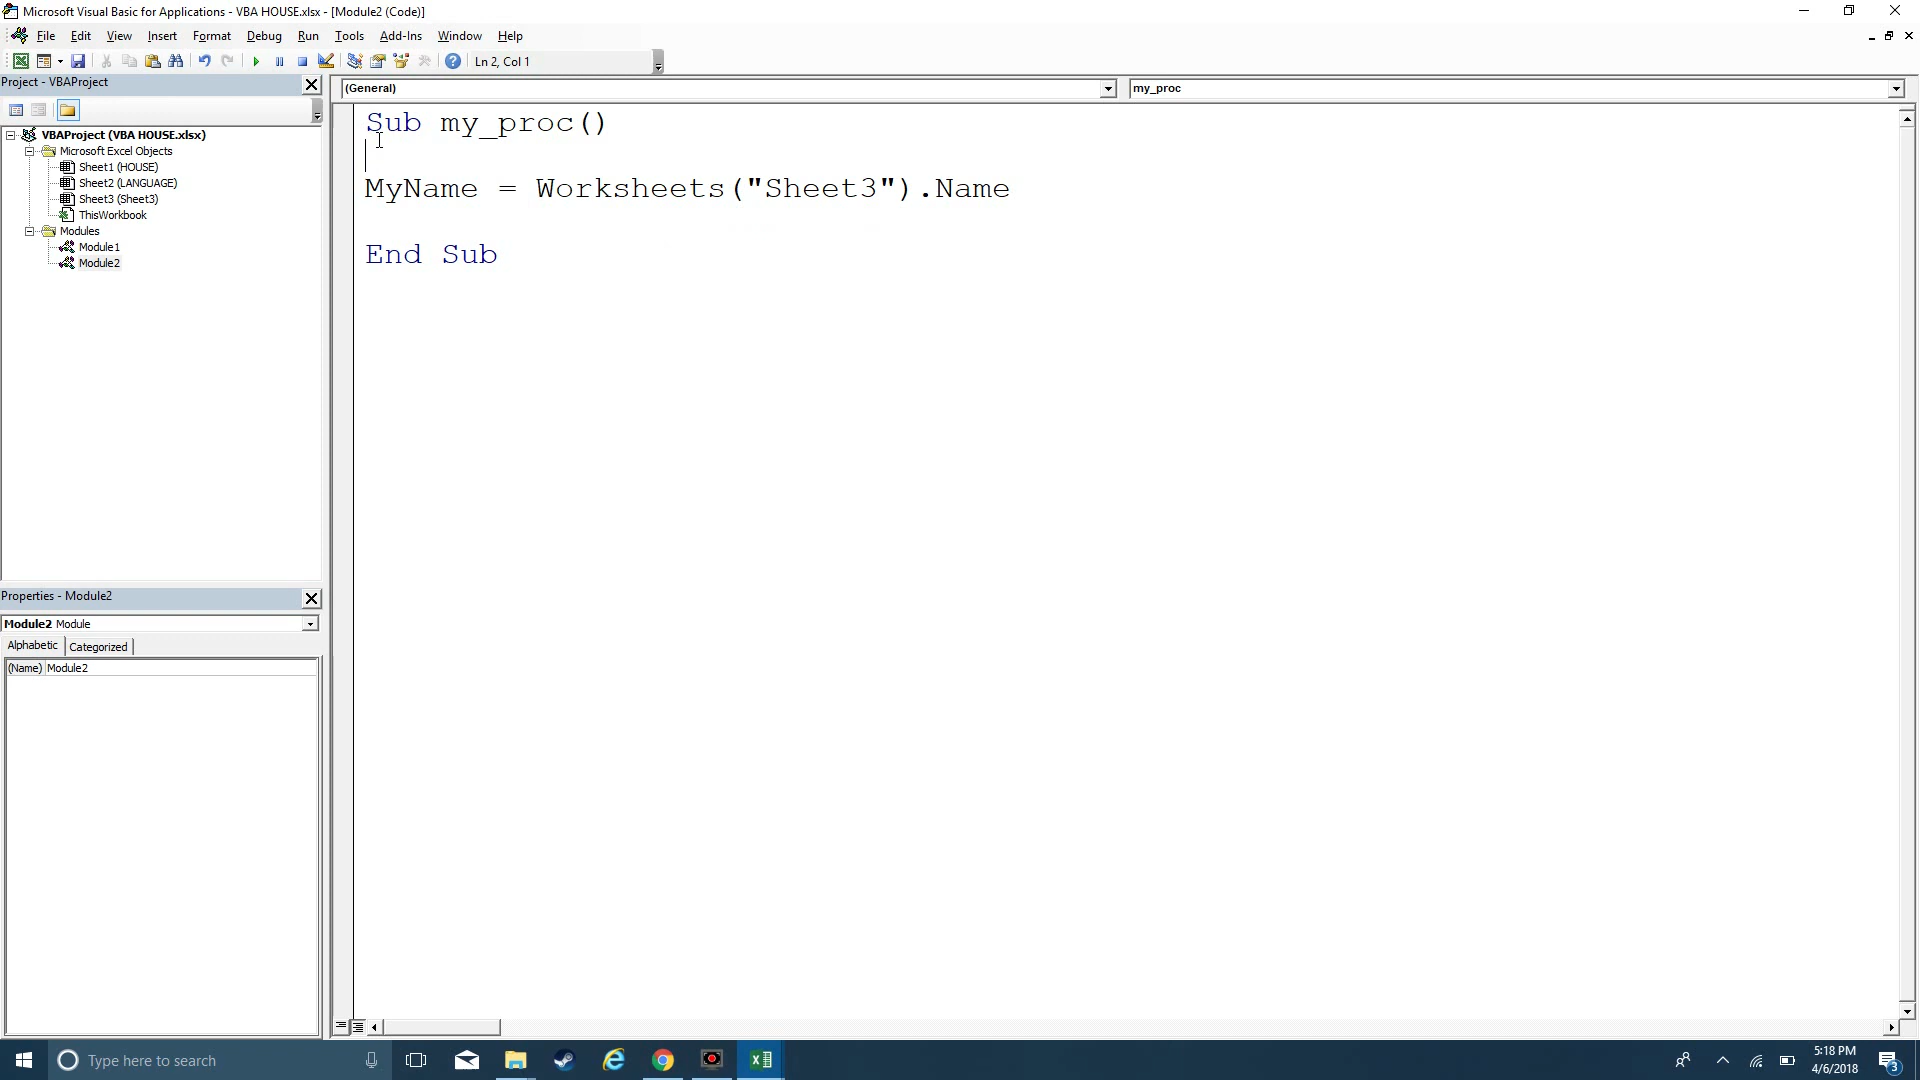 Microsoft Visual Basic for Applications - VBA HOUSE.xlsx - [Module2 (Code)]
File Edit View Insert Format Debug Run Tools Add-Ins Window Help
Ln 2, Col 1
Project - VBAProject
(General) my_proc
VBAProject (VBA HOUSE.xlsx)
Microsoft Excel Objects
Sheet1 (HOUSE)
Sheet2 (LANGUAGE)
Sheet3 (Sheet3)
ThisWorkbook
Modules
Module1
Module2
Sub my_proc()
MyName = Worksheets("Sheet3").Name
End Sub
Properties - Module2
Module2 Module
Alphabetic Categorized
(Name) Module2
Type here to search
5:18 PM
4/6/2018
3